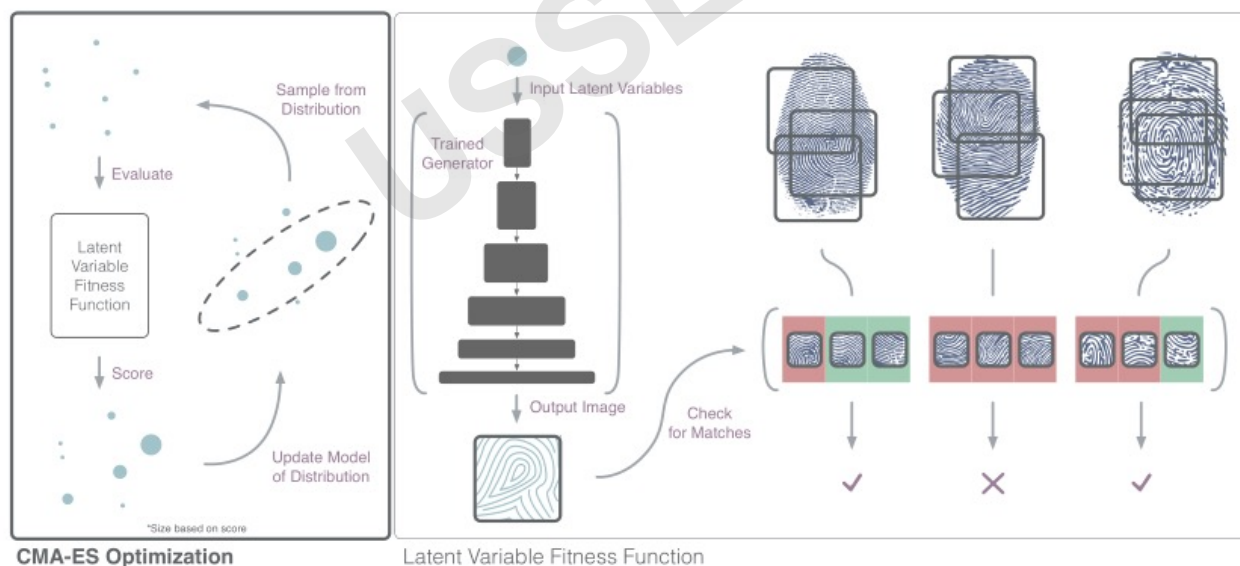 USSE
Sample from
Distribution
Evaluate
Latent
Variable
Fitness
Function
Score
Update Model
of Distribution
*Size based on score
CMA-ES Optimization
Input Latent Variables
Trained
Generator
Output Image
Check
for Matches
Latent Variable Fitness Function